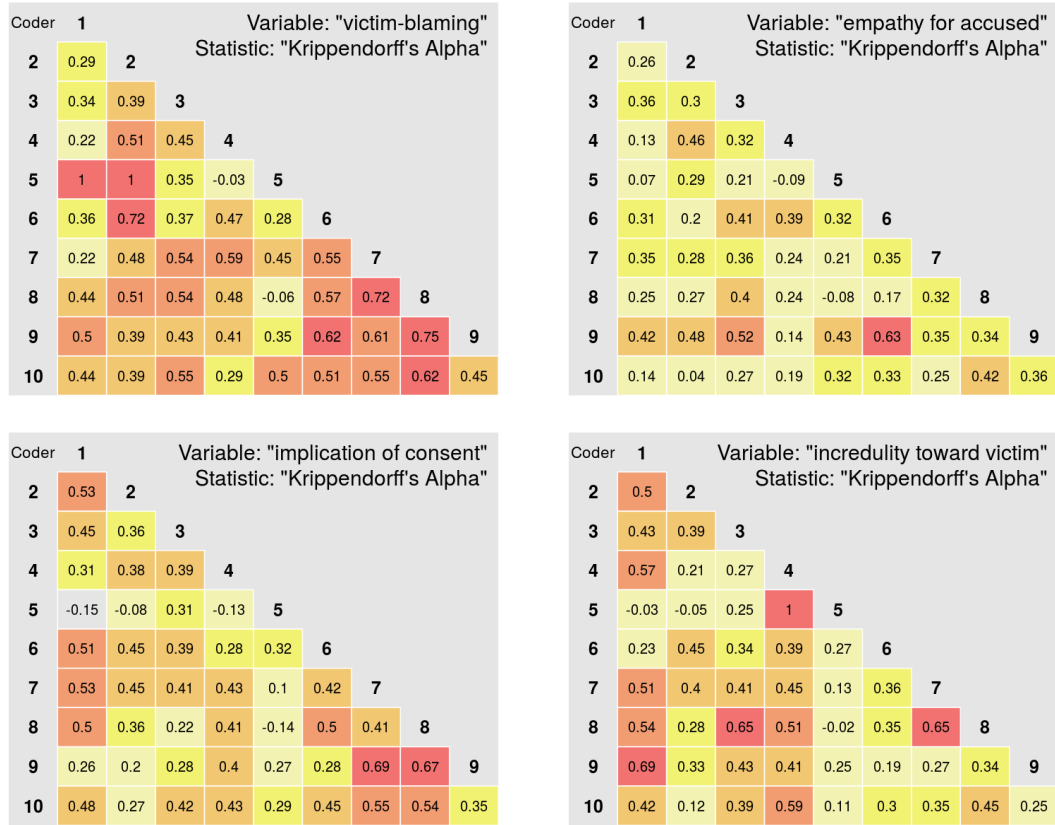 Coder 1 Variable: "victim-blaming"
Statistic: "Krippendorff's Alpha"
2 0.29 2
3 0.34 0.39 3
4 0.22 0.51 0.45 4
5 1 1 0.35 -0.03 5
6 0.36 0.72 0.37 0.47 0.28 6
7 0.22 0.48 0.54 0.59 0.45 0.55 7
8 0.44 0.51 0.54 0.48 -0.06 0.57 0.72 8
9 0.5 0.39 0.43 0.41 0.35 0.62 0.61 0.75 9
10 0.44 0.39 0.55 0.29 0.5 0.51 0.55 0.62 0.45
Coder 1 Variable: "empathy for accused"
Statistic: "Krippendorff's Alpha"
2 0.26 2
3 0.36 0.3 3
4 0.13 0.46 0.32 4
5 0.07 0.29 0.21 -0.09 5
6 0.31 0.2 0.41 0.39 0.32 6
7 0.35 0.28 0.36 0.24 0.21 0.35 7
8 0.25 0.27 0.4 0.24 -0.08 0.17 0.32 8
9 0.42 0.48 0.52 0.14 0.43 0.63 0.35 0.34 9
10 0.14 0.04 0.27 0.19 0.32 0.33 0.25 0.42 0.36
Coder 1 Variable: "implication of consent"
Statistic: "Krippendorff's Alpha"
2 0.53 2
3 0.45 0.36 3
4 0.31 0.38 0.39 4
5 -0.15 -0.08 0.31 -0.13 5
6 0.51 0.45 0.39 0.28 0.32 6
7 0.53 0.45 0.41 0.43 0.1 0.42 7
8 0.5 0.36 0.22 0.41 -0.14 0.5 0.41 8
9 0.26 0.2 0.28 0.4 0.27 0.28 0.69 0.67 9
10 0.48 0.27 0.42 0.43 0.29 0.45 0.55 0.54 0.35
Coder 1 Variable: "incredulity toward victim"
Statistic: "Krippendorff's Alpha"
2 0.5 2
3 0.43 0.39 3
4 0.57 0.21 0.27 4
5 -0.03 -0.05 0.25 1 5
6 0.23 0.45 0.34 0.39 0.27 6
7 0.51 0.4 0.41 0.45 0.13 0.36 7
8 0.54 0.28 0.65 0.51 -0.02 0.35 0.65 8
9 0.69 0.33 0.43 0.41 0.25 0.19 0.27 0.34 9
10 0.42 0.12 0.39 0.59 0.11 0.3 0.35 0.45 0.25